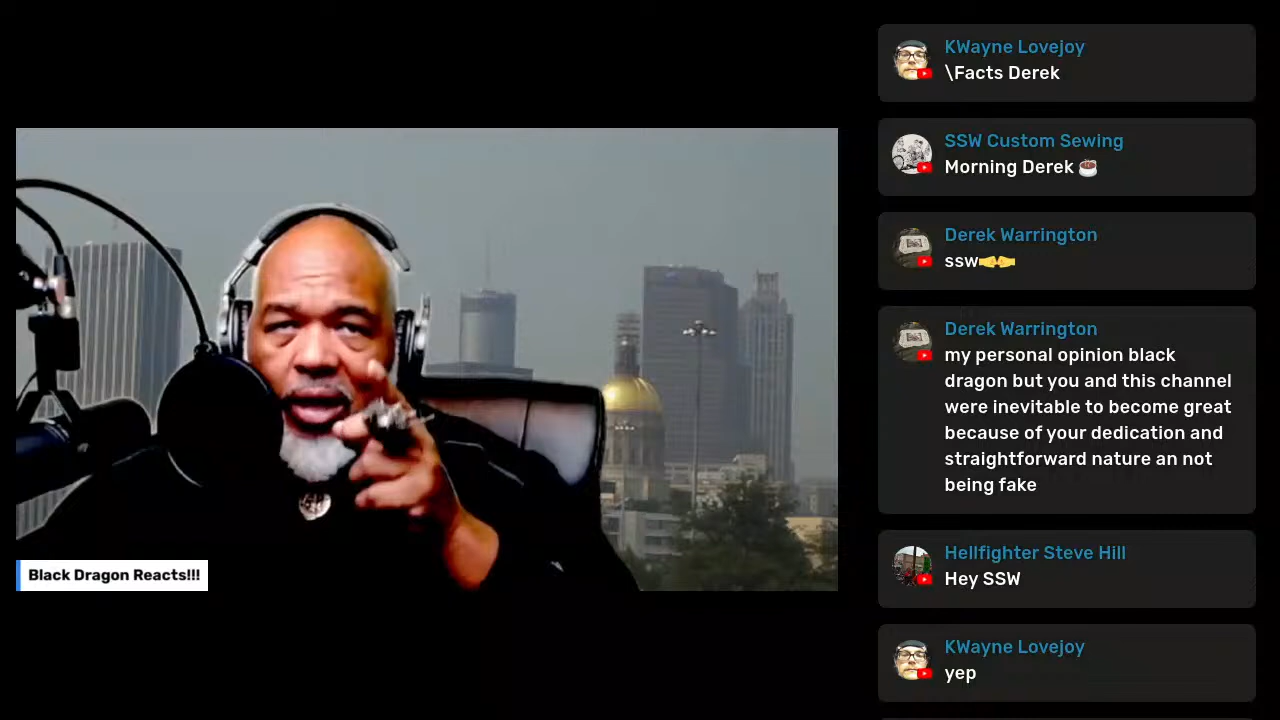 KWayne Lovejoy
\Facts Derek
SSW Custom Sewing
Morning Derek ☕
Derek Warrington
ssw🤜🤛
Derek Warrington
my personal opinion black
dragon but you and this channel
were inevitable to become great
because of your dedication and
straightforward nature an not
being fake
Hellfighter Steve Hill
Hey SSW
KWayne Lovejoy
yep
Black Dragon Reacts!!!